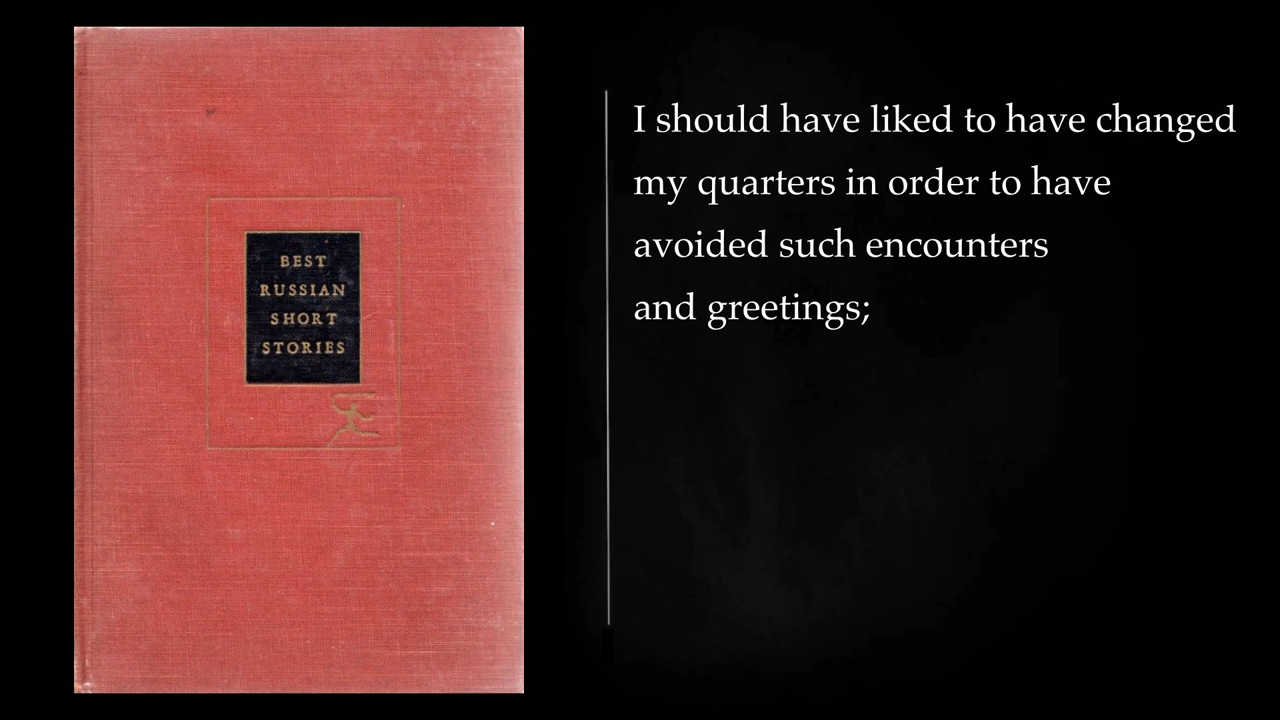 BEST
RUSSIAN
SHORT
STORIES
I should have liked to have changed
my quarters in order to have
avoided such encounters
and greetings;